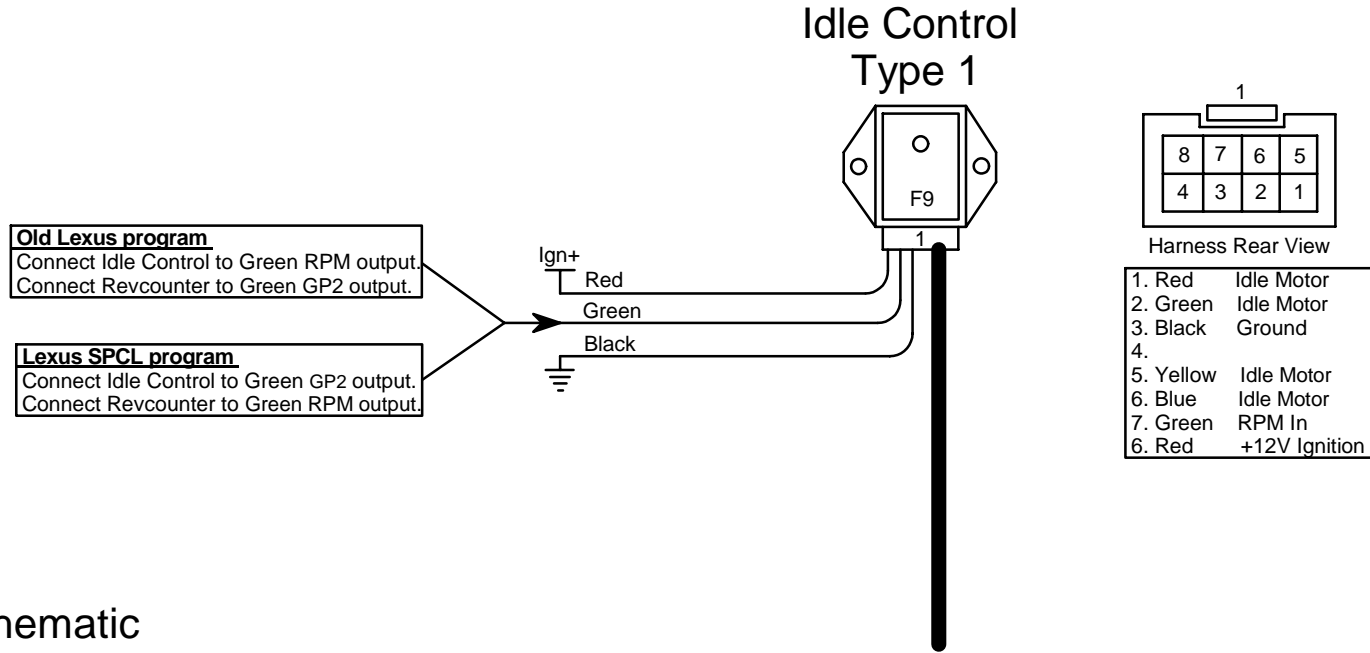 Idle Control
Type 1
F9
1
Old Lexus program
Connect Idle Control to Green RPM output.
Connect Revcounter to Green GP2 output.
Lexus SPCL program
Connect Idle Control to Green GP2 output.
Connect Revcounter to Green RPM output.
Ign+
Red
Green
Black
1
8 7 6 5
4 3 2 1
Harness Rear View
1. Red Idle Motor
2. Green Idle Motor
3. Black Ground
4.
5. Yellow Idle Motor
6. Blue Idle Motor
7. Green RPM In
6. Red +12V Ignition
hematic